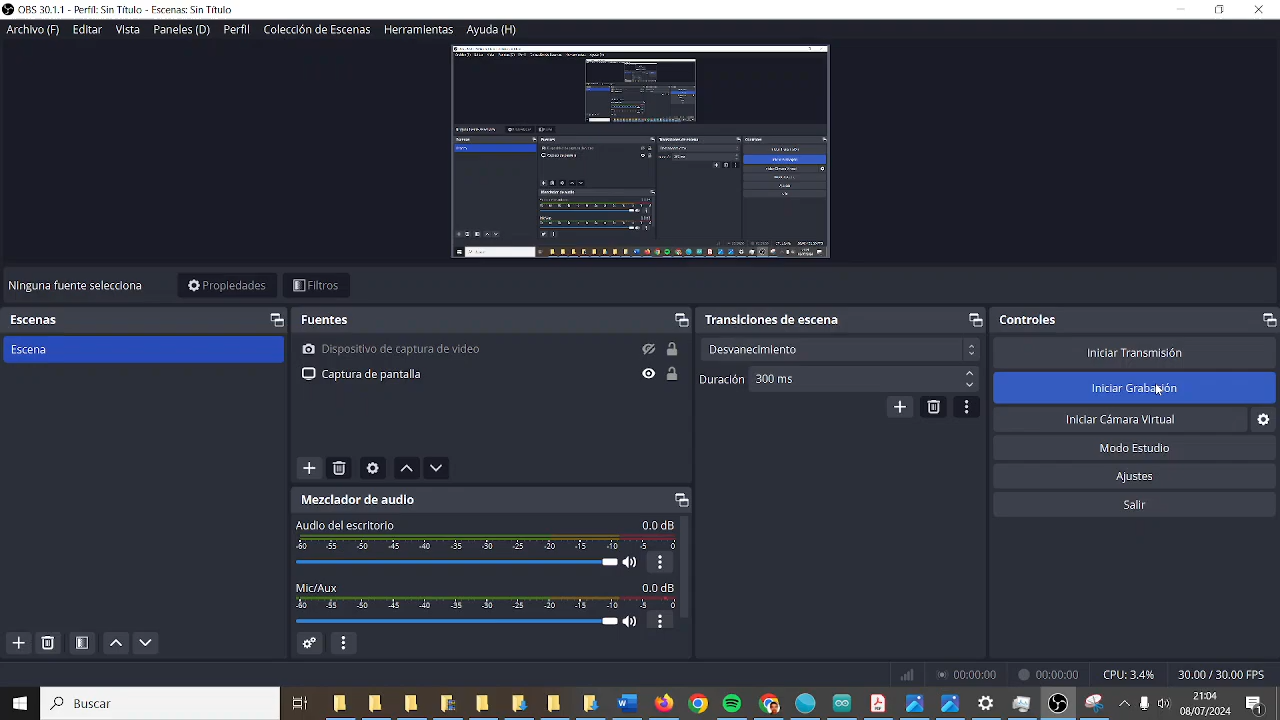 OBS 30.1.1 - Perfil: Sin Título - Escenas: Sin Título
Archivo (F) Editar Vista Paneles (D) Perfil Colección de Escenas Herramientas Ayuda (H)
Ninguna fuente selecciona Propiedades Filtros
Escenas
Escena
Fuentes
Dispositivo de captura de video
Captura de pantalla
Mezclador de audio
Audio del escritorio 0.0 dB
-60 -55 -50 -45 -40 -35 -30 -25 -20 -15 -10 -5 0
Mic/Aux 0.0 dB
-60 -55 -50 -45 -40 -35 -30 -25 -20 -15 -10 -5 0
Transiciones de escena
Desvanecimiento
Duración 300 ms
Controles
Iniciar Transmisión
Iniciar Grabación
Iniciar Cámara Virtual
Modo Estudio
Ajustes
Salir
00:00:00 00:00:00 CPU: 3.4% 30.00 / 30.00 FPS
Buscar
21:04
08/07/2024